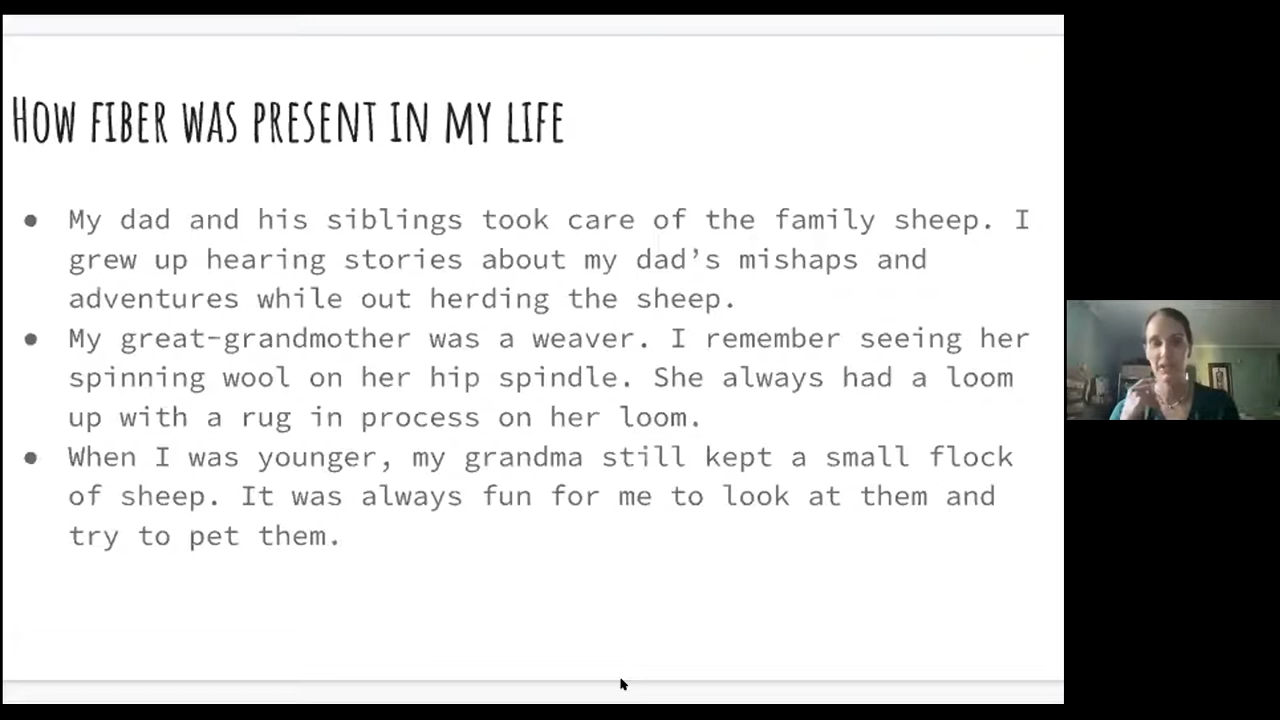 How fiber was present in my life
● My dad and his siblings took care of the family sheep. I
grew up hearing stories about my dad’s mishaps and
adventures while out herding the sheep.
● My great-grandmother was a weaver. I remember seeing her
spinning wool on her hip spindle. She always had a loom
up with a rug in process on her loom.
● When I was younger, my grandma still kept a small flock
of sheep. It was always fun for me to look at them and
try to pet them.